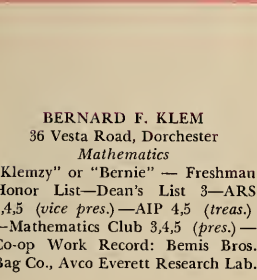 BERNARD F. KLEM
36 Vesta Road, Dorchester
Mathematics
Klemzy" or "Bernie" — Freshman
Honor List—Dean's List 3—ARS
,4,5 (vice pres.)—AIP 4,5 (treas.)
—Mathematics Club 3,4,5 (pres.)—
Co-op Work Record: Bemis Bros.
Bag Co., Avco Everett Research Lab.